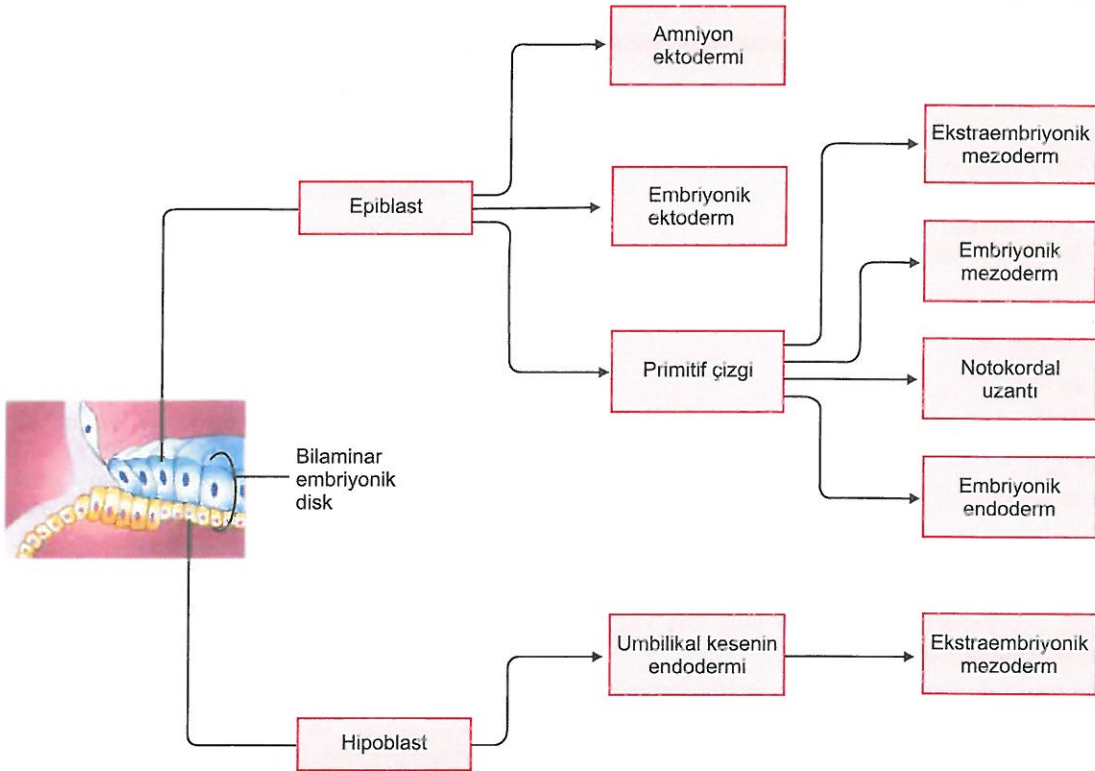 Amniyon
ektodermi
Ekstraembriyonik
mezoderm
Epiblast
Embriyonik
ektoderm
Embriyonik
mezoderm
Primitif çizgi
Notokordal
uzantı
Bilaminar
embriyonik
disk
Embriyonik
endoderm
Umbilikal kesenin
endodermi
Ekstraembriyonik
mezoderm
Hipoblast